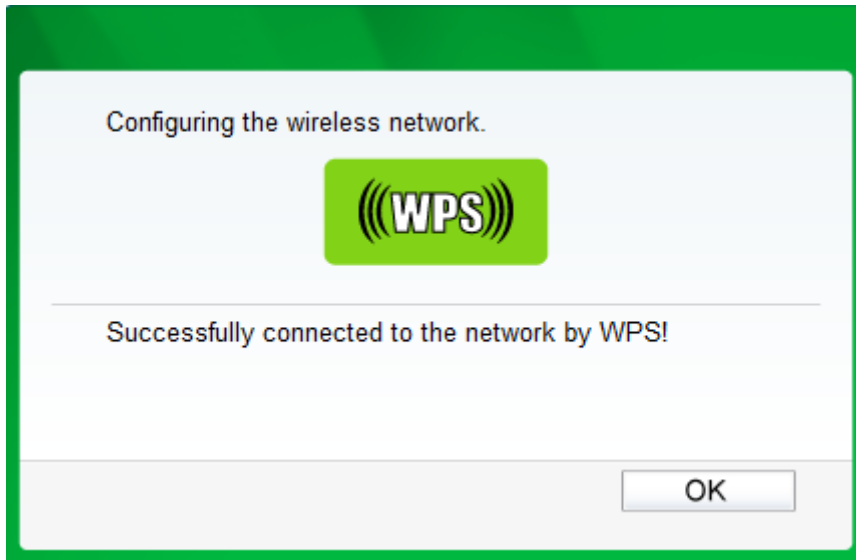 Configuring the wireless network.
WPS
Successfully connected to the network by WPS!
OK